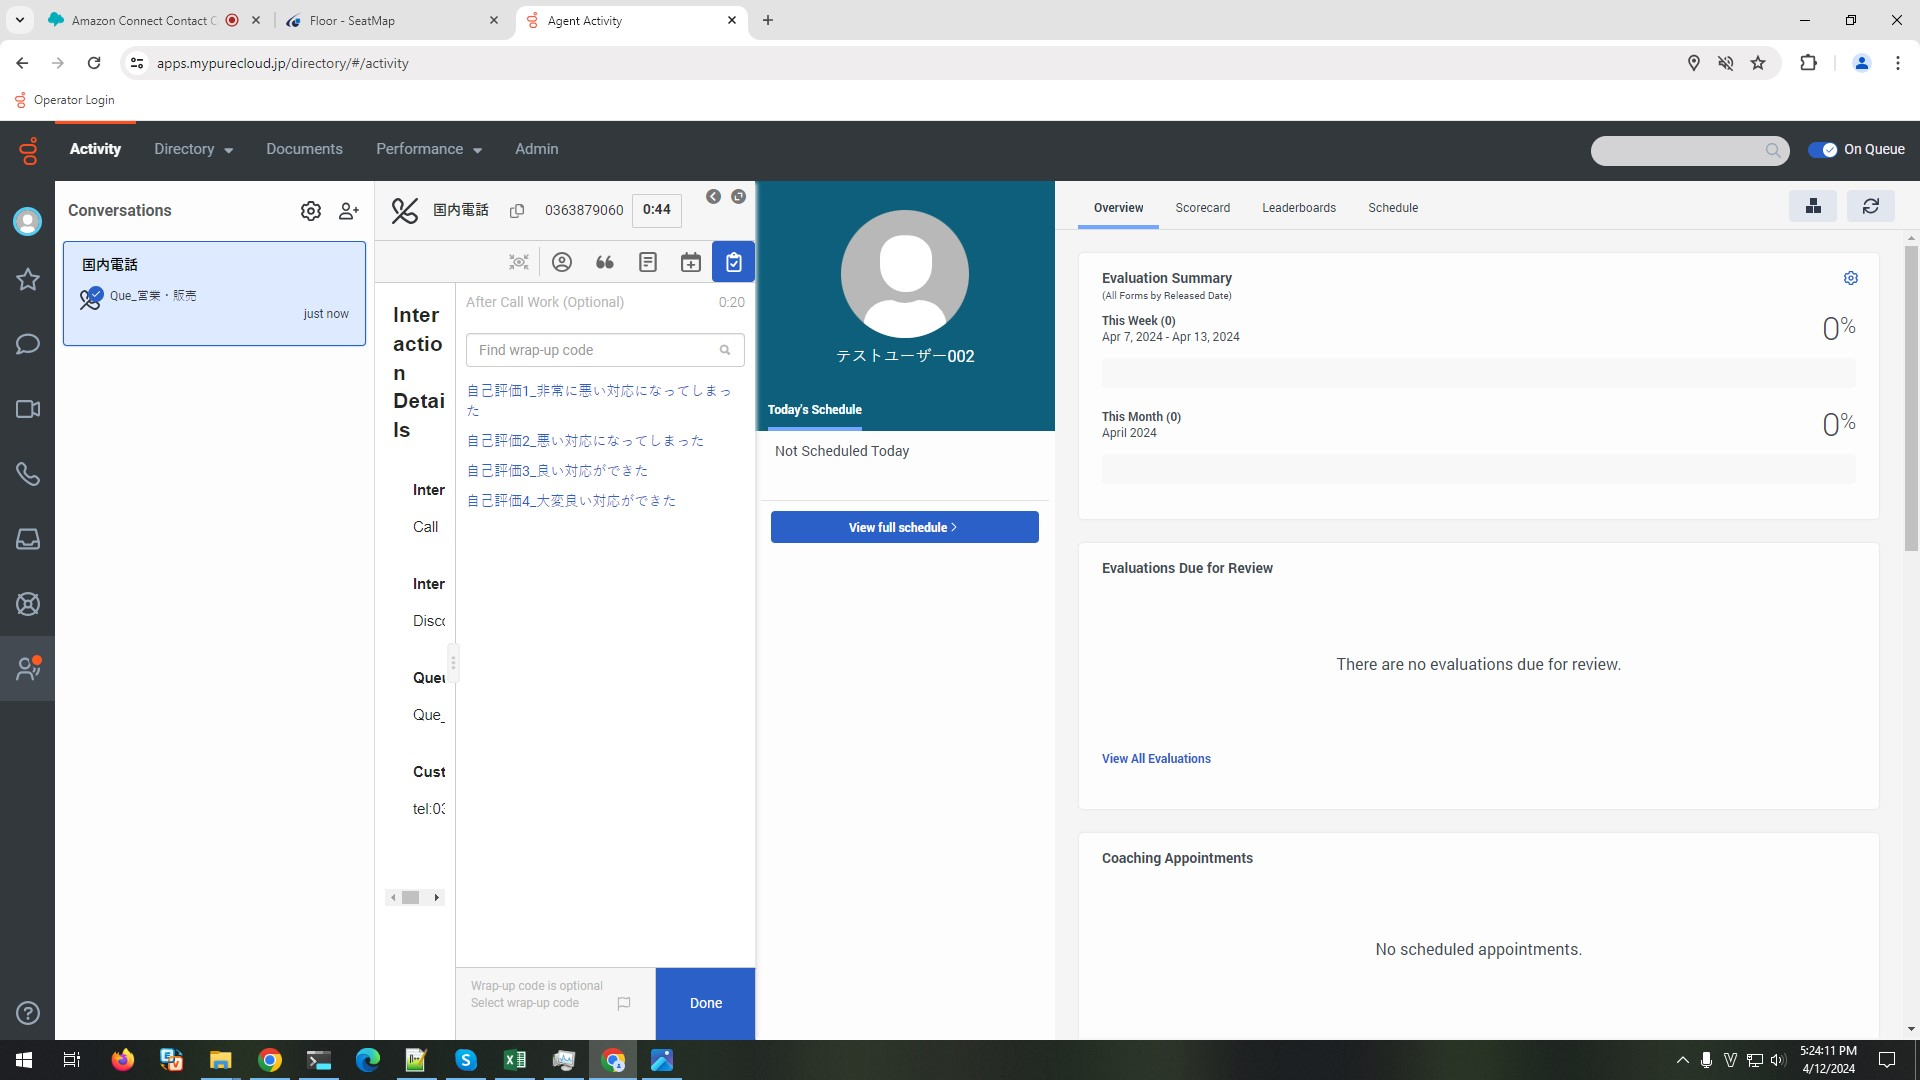 Amazon Connect Contact C
Floor - SeatMap
Agent Activity
apps.mypurecloud.jp/directory/#/activity
Operator Login
Activity
Directory
Documents
Performance
Admin
On Queue
Conversations
国内電話
Que_営業・販売
just now
国内電話
0363879060
0:44
Inter
actio
n
Detai
ls
Inter
Call
Inter
Disco
Queu
Que_
Cust
tel:03
After Call Work (Optional)
0:20
Find wrap-up code
自己評価1_非常に悪い対応になってしまっ
た
自己評価2_悪い対応になってしまった
自己評価3_良い対応ができた
自己評価4_大変良い対応ができた
Wrap-up code is optional
Select wrap-up code
Done
テストユーザー002
Today's Schedule
Not Scheduled Today
View full schedule
Overview
Scorecard
Leaderboards
Schedule
Evaluation Summary
(All Forms by Released Date)
This Week (0)
Apr 7, 2024 - Apr 13, 2024
0%
This Month (0)
April 2024
0%
Evaluations Due for Review
There are no evaluations due for review.
View All Evaluations
Coaching Appointments
No scheduled appointments.
5:24:11 PM
4/12/2024